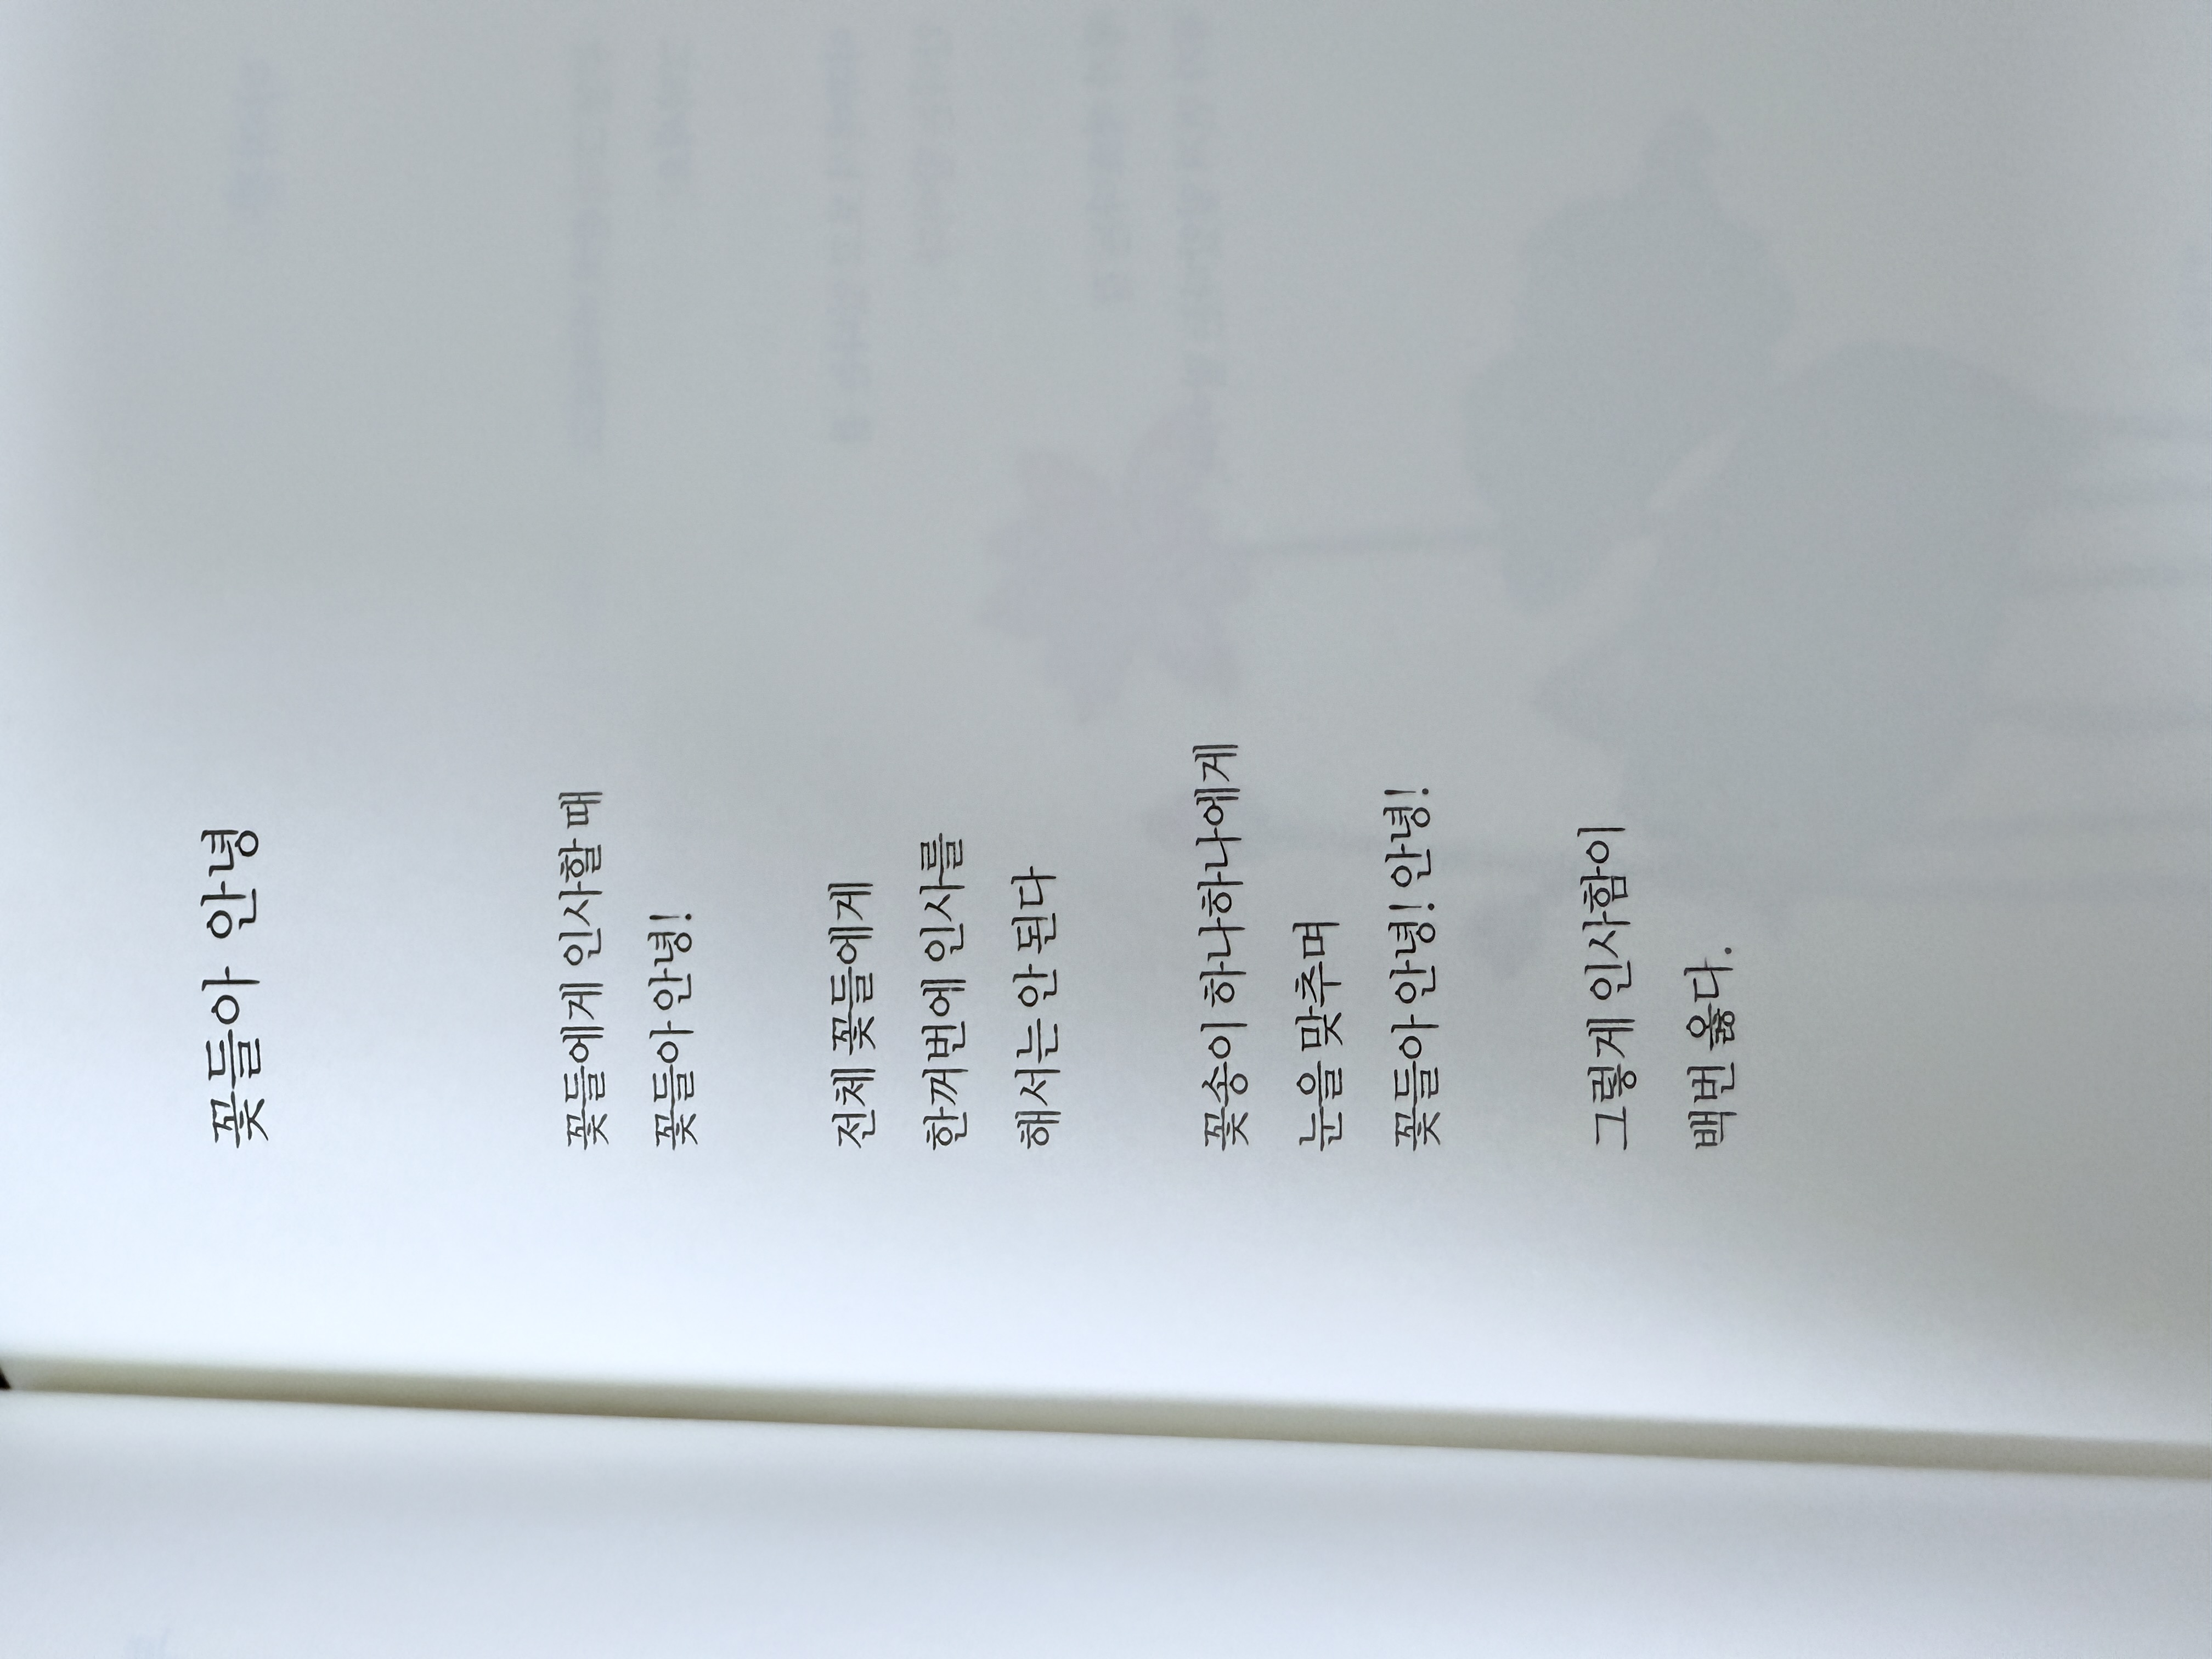 꽃들아 안녕
꽃들에게 인사할 때
꽃들아 안녕!
전체 꽃들에게
한꺼번에 인사를
해서는 안 된다
꽃송이 하나하나에게
눈을 맞추며
꽃들아 안녕! 안녕!
그렇게 인사함이
백번 옳다.